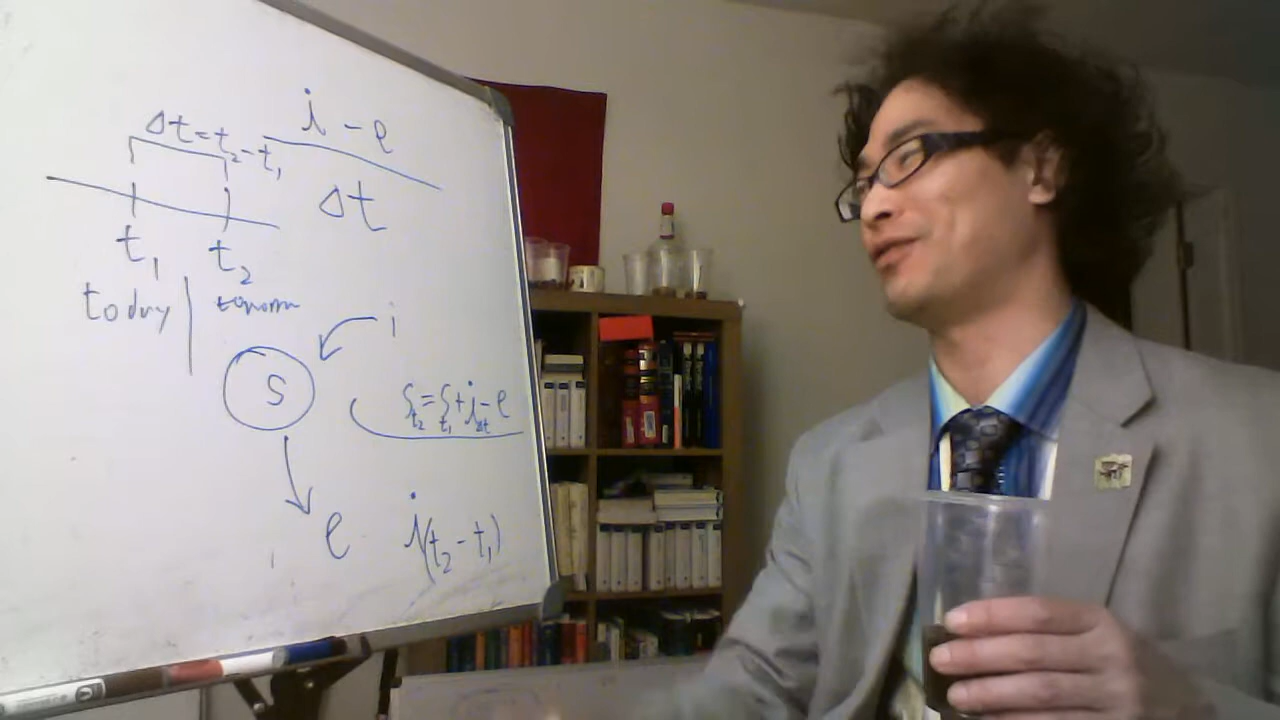 i - e
Δt = t₂ - t₁
Δt
t₁ t₂
today
i
S
S_t₂ = S_t₁ + i_Δt - e
e
i(t₂ - t₁)